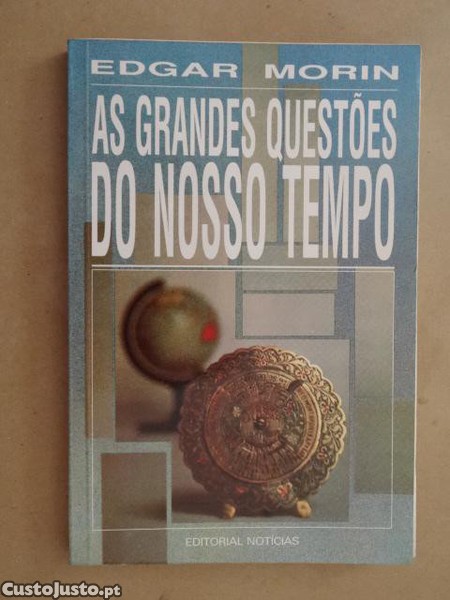 EDGAR MORIN
AS GRANDES QUESTÕES
DO NOSSO TEMPO
EDITORIAL NOTÍCIAS
CustoJusto.pt